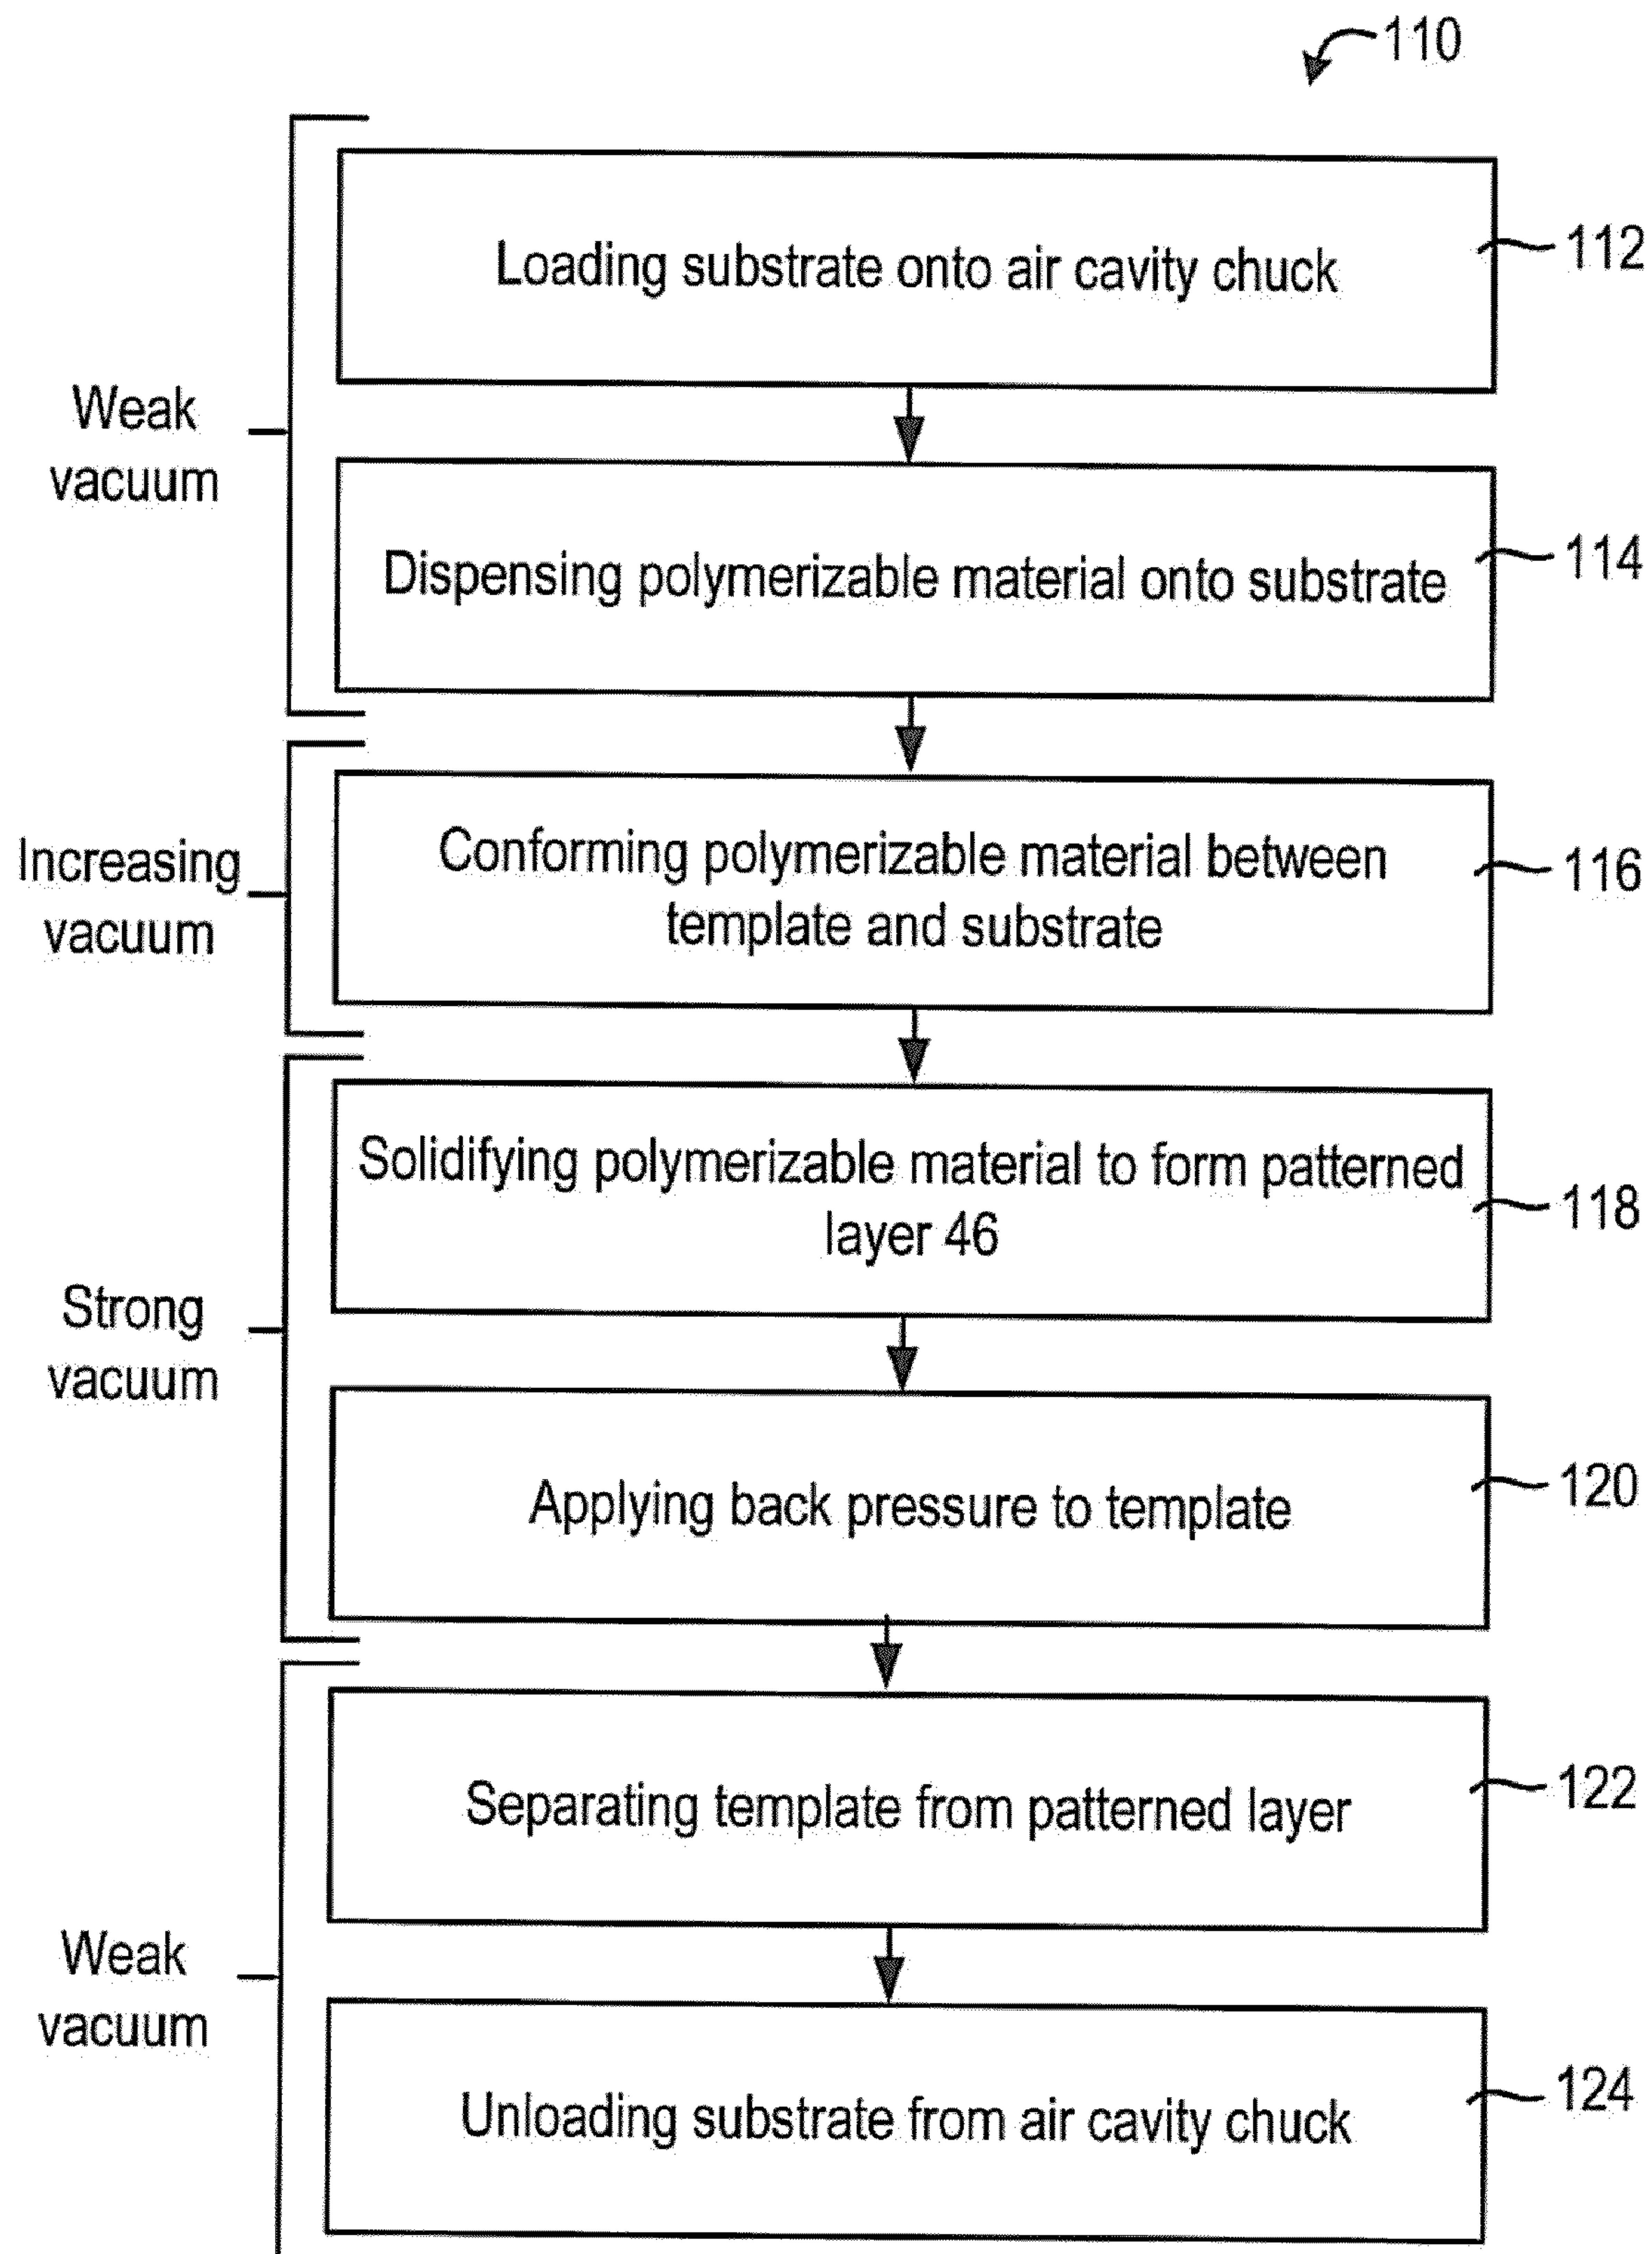 110
Loading substrate onto air cavity chuck
112
Weak
vacuum
Dispensing polymerizable material onto substrate
114
Increasing
vacuum
Conforming polymerizable material between
template and substrate
116
Solidifying polymerizable material to form patterned
layer 46
118
Strong
vacuum
Applying back pressure to template
120
Separating template from patterned layer
122
Weak
vacuum
Unloading substrate from air cavity chuck
124